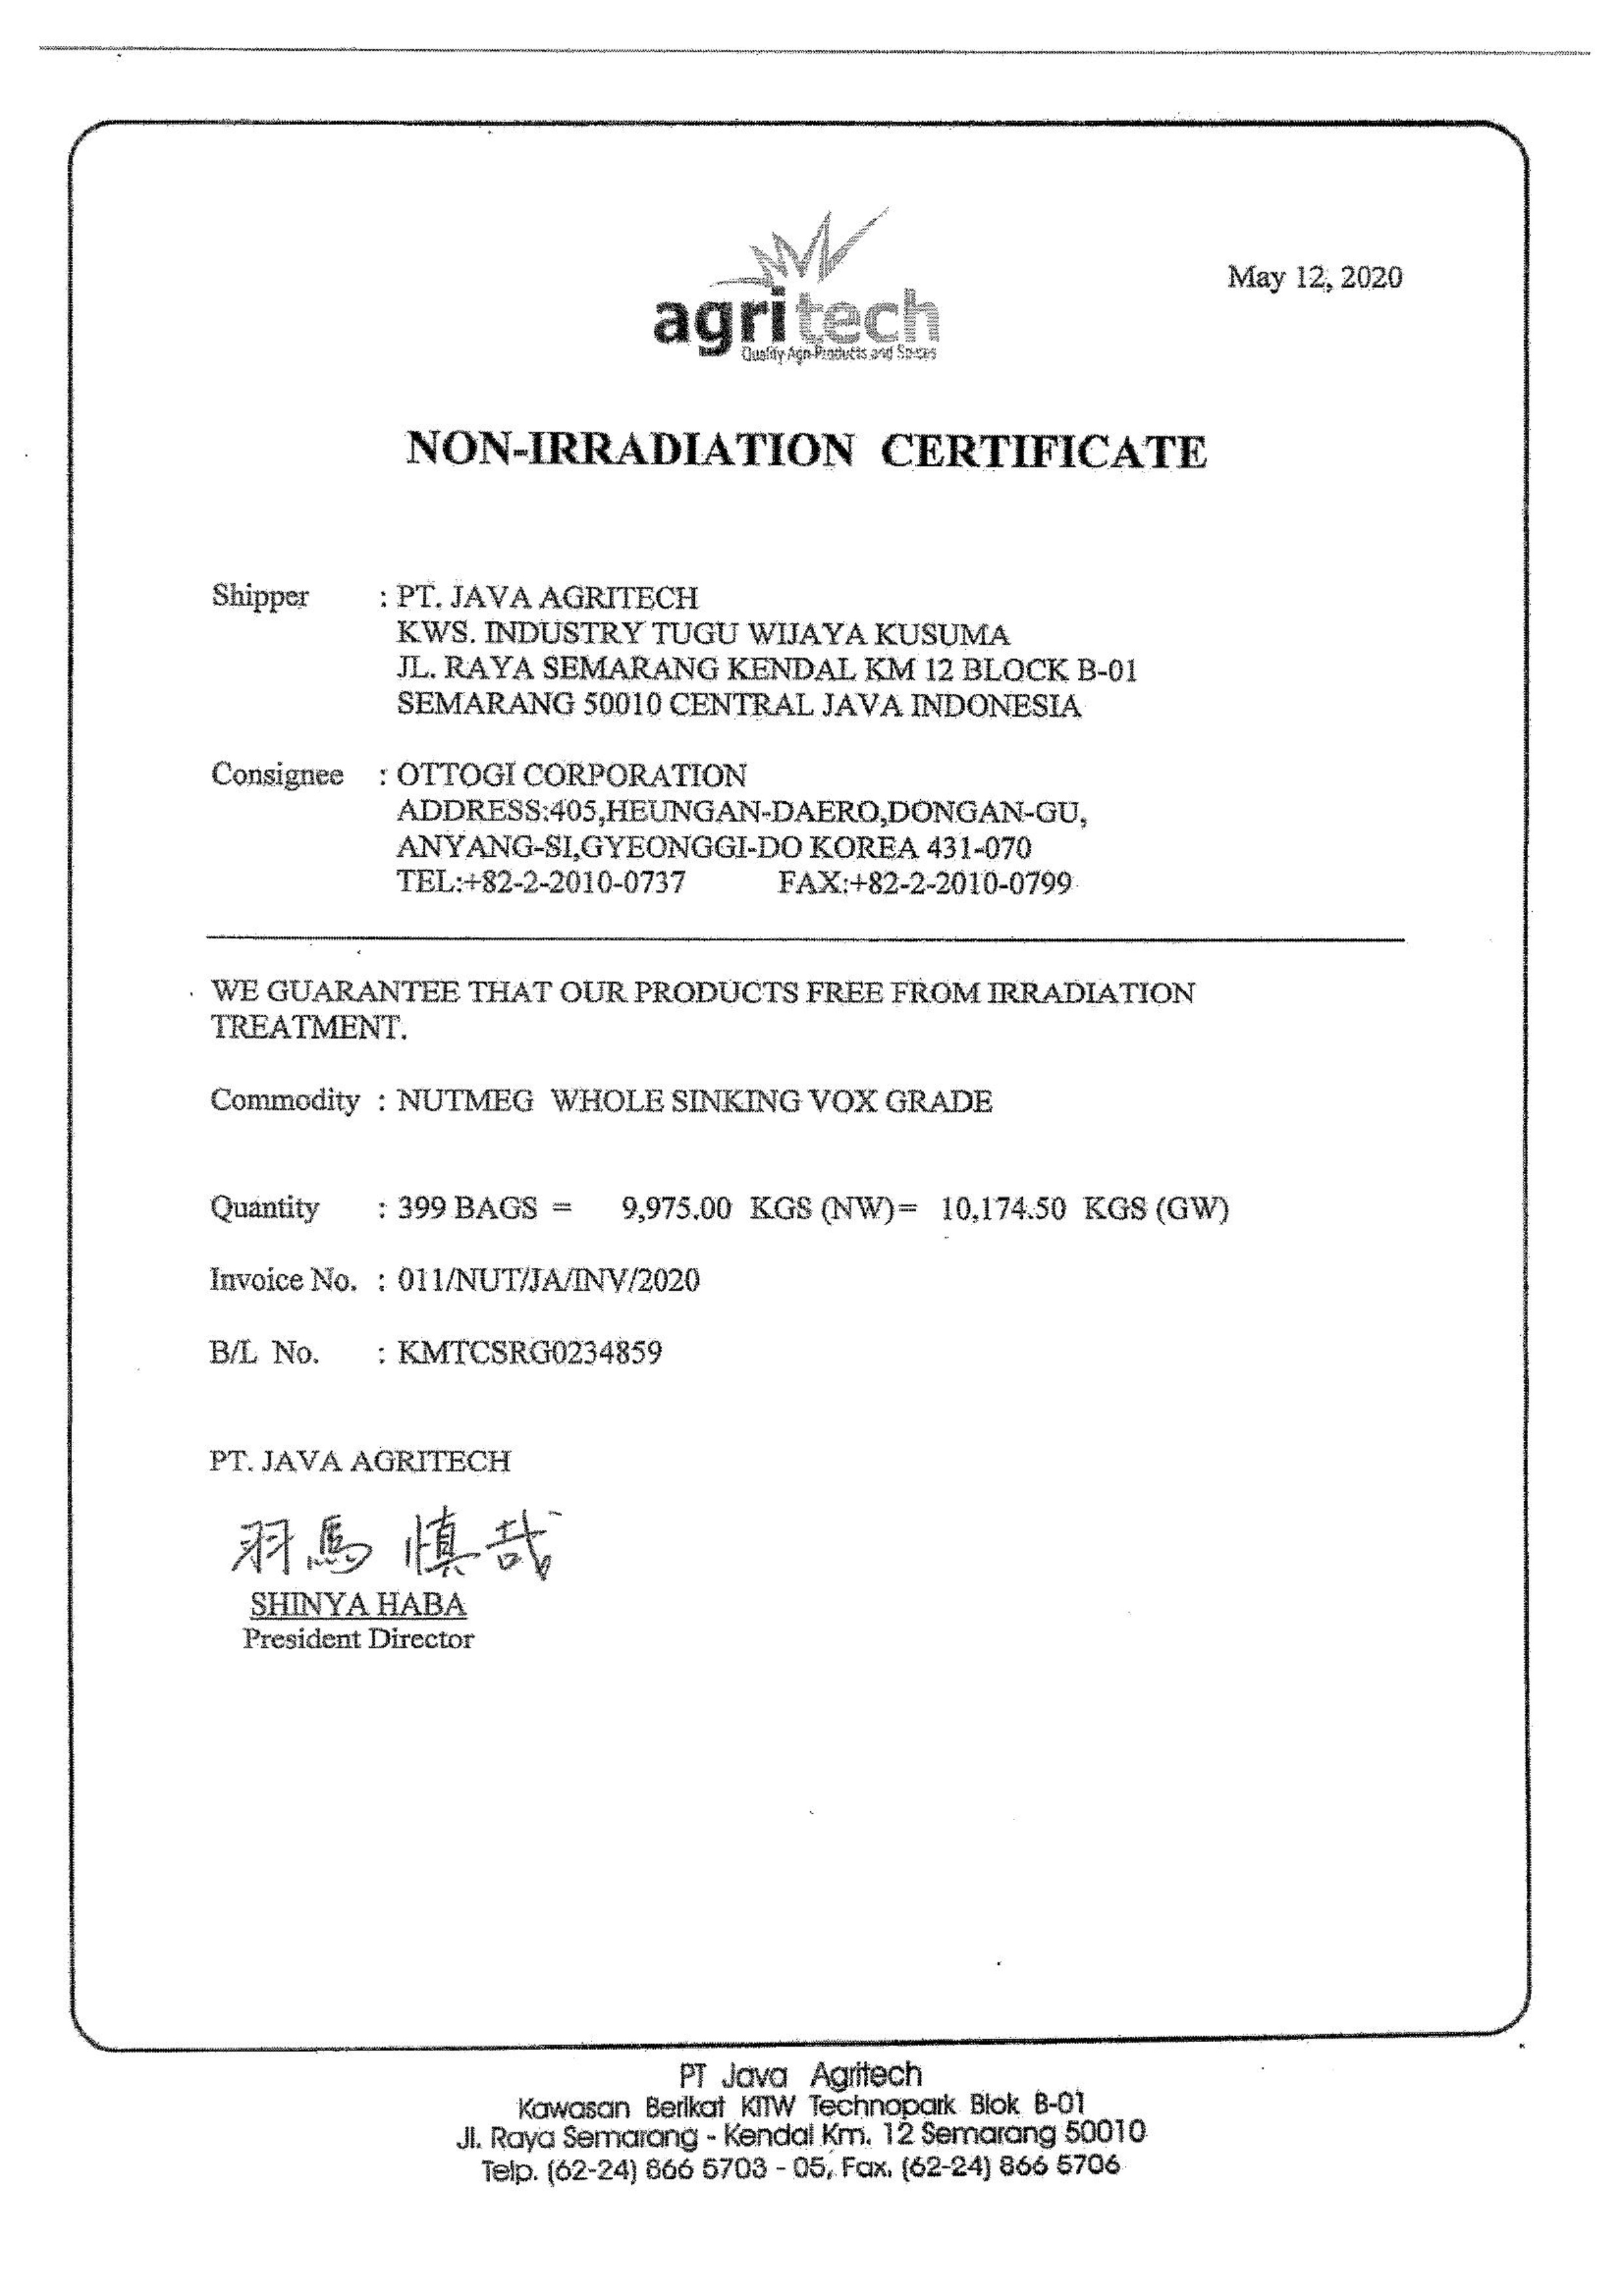 agritech
Quality Agri-Products and Spices
May 12, 2020
NON-IRRADIATION CERTIFICATE
Shipper : PT. JAVA AGRITECH
KWS. INDUSTRY TUGU WIJAYA KUSUMA
JL. RAYA SEMARANG KENDAL KM 12 BLOCK B-01
SEMARANG 50010 CENTRAL JAVA INDONESIA
Consignee : OTTOGI CORPORATION
ADDRESS:405,HEUNGAN-DAERO,DONGAN-GU,
ANYANG-SI,GYEONGGI-DO KOREA 431-070
TEL:+82-2-2010-0737 FAX:+82-2-2010-0799
WE GUARANTEE THAT OUR PRODUCTS FREE FROM IRRADIATION
TREATMENT.
Commodity : NUTMEG WHOLE SINKING VOX GRADE
Quantity : 399 BAGS = 9,975.00 KGS (NW)= 10,174.50 KGS (GW)
Invoice No. : 011/NUT/JA/INV/2020
B/L No. : KMTCSRG0234859
PT. JAVA AGRITECH
羽馬 慎哉
SHINYA HABA
President Director
PT Java Agritech
Kawasan Berikat KITW Technopark Blok B-01
Jl. Raya Semarang - Kendal Km. 12 Semarang 50010
Telp. (62-24) 866 5703 - 05, Fax. (62-24) 866 5706